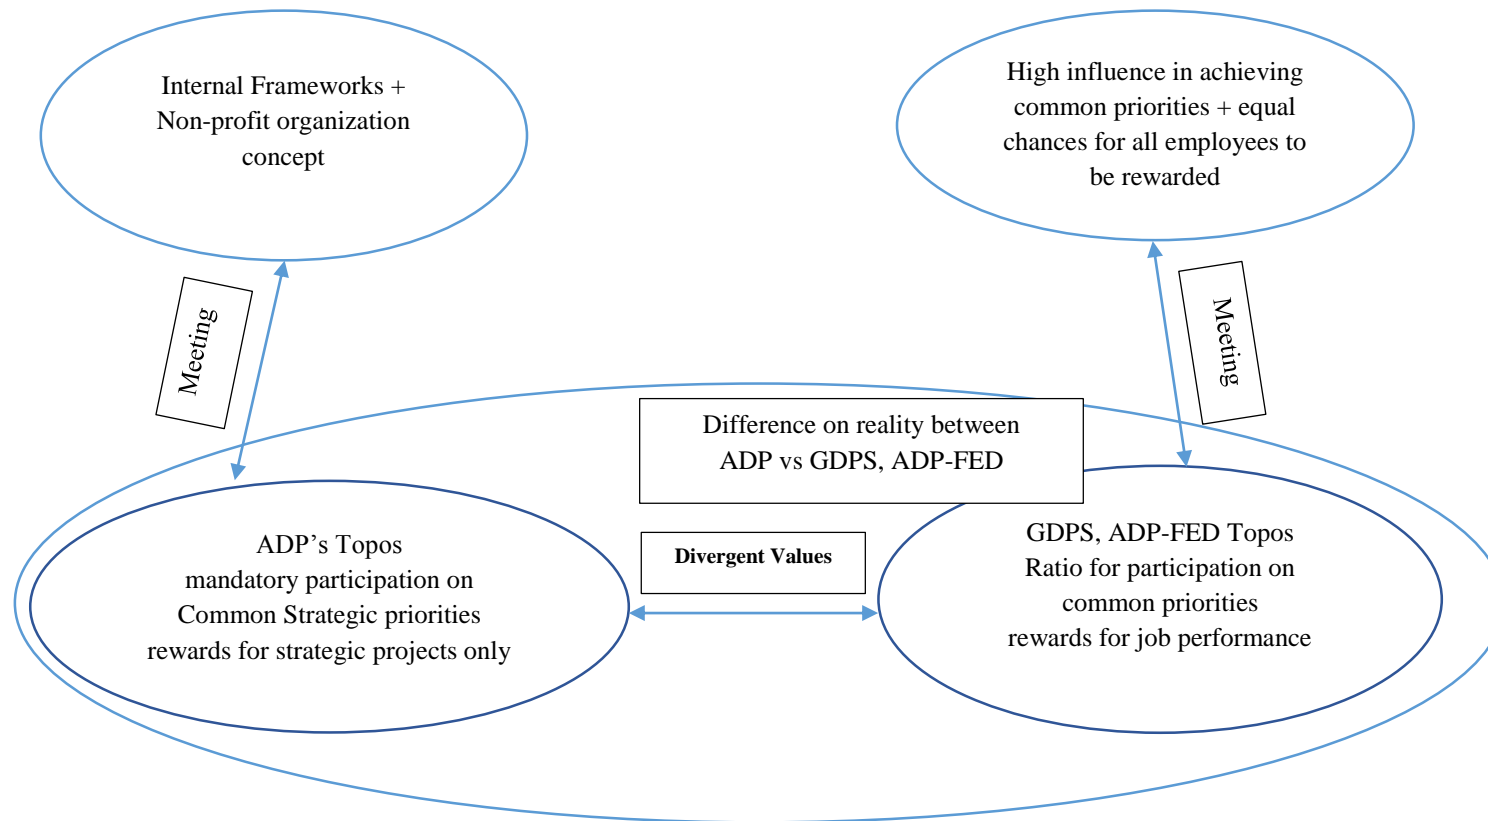 Internal Frameworks +
Non-profit organization
concept
High influence in achieving
common priorities + equal
chances for all employees to
be rewarded
Meeting
Meeting
Difference on reality between
ADP vs GDPS, ADP-FED
ADP’s Topos
mandatory participation on
Common Strategic priorities
rewards for strategic projects only
Divergent Values
GDPS, ADP-FED Topos
Ratio for participation on
common priorities
rewards for job performance